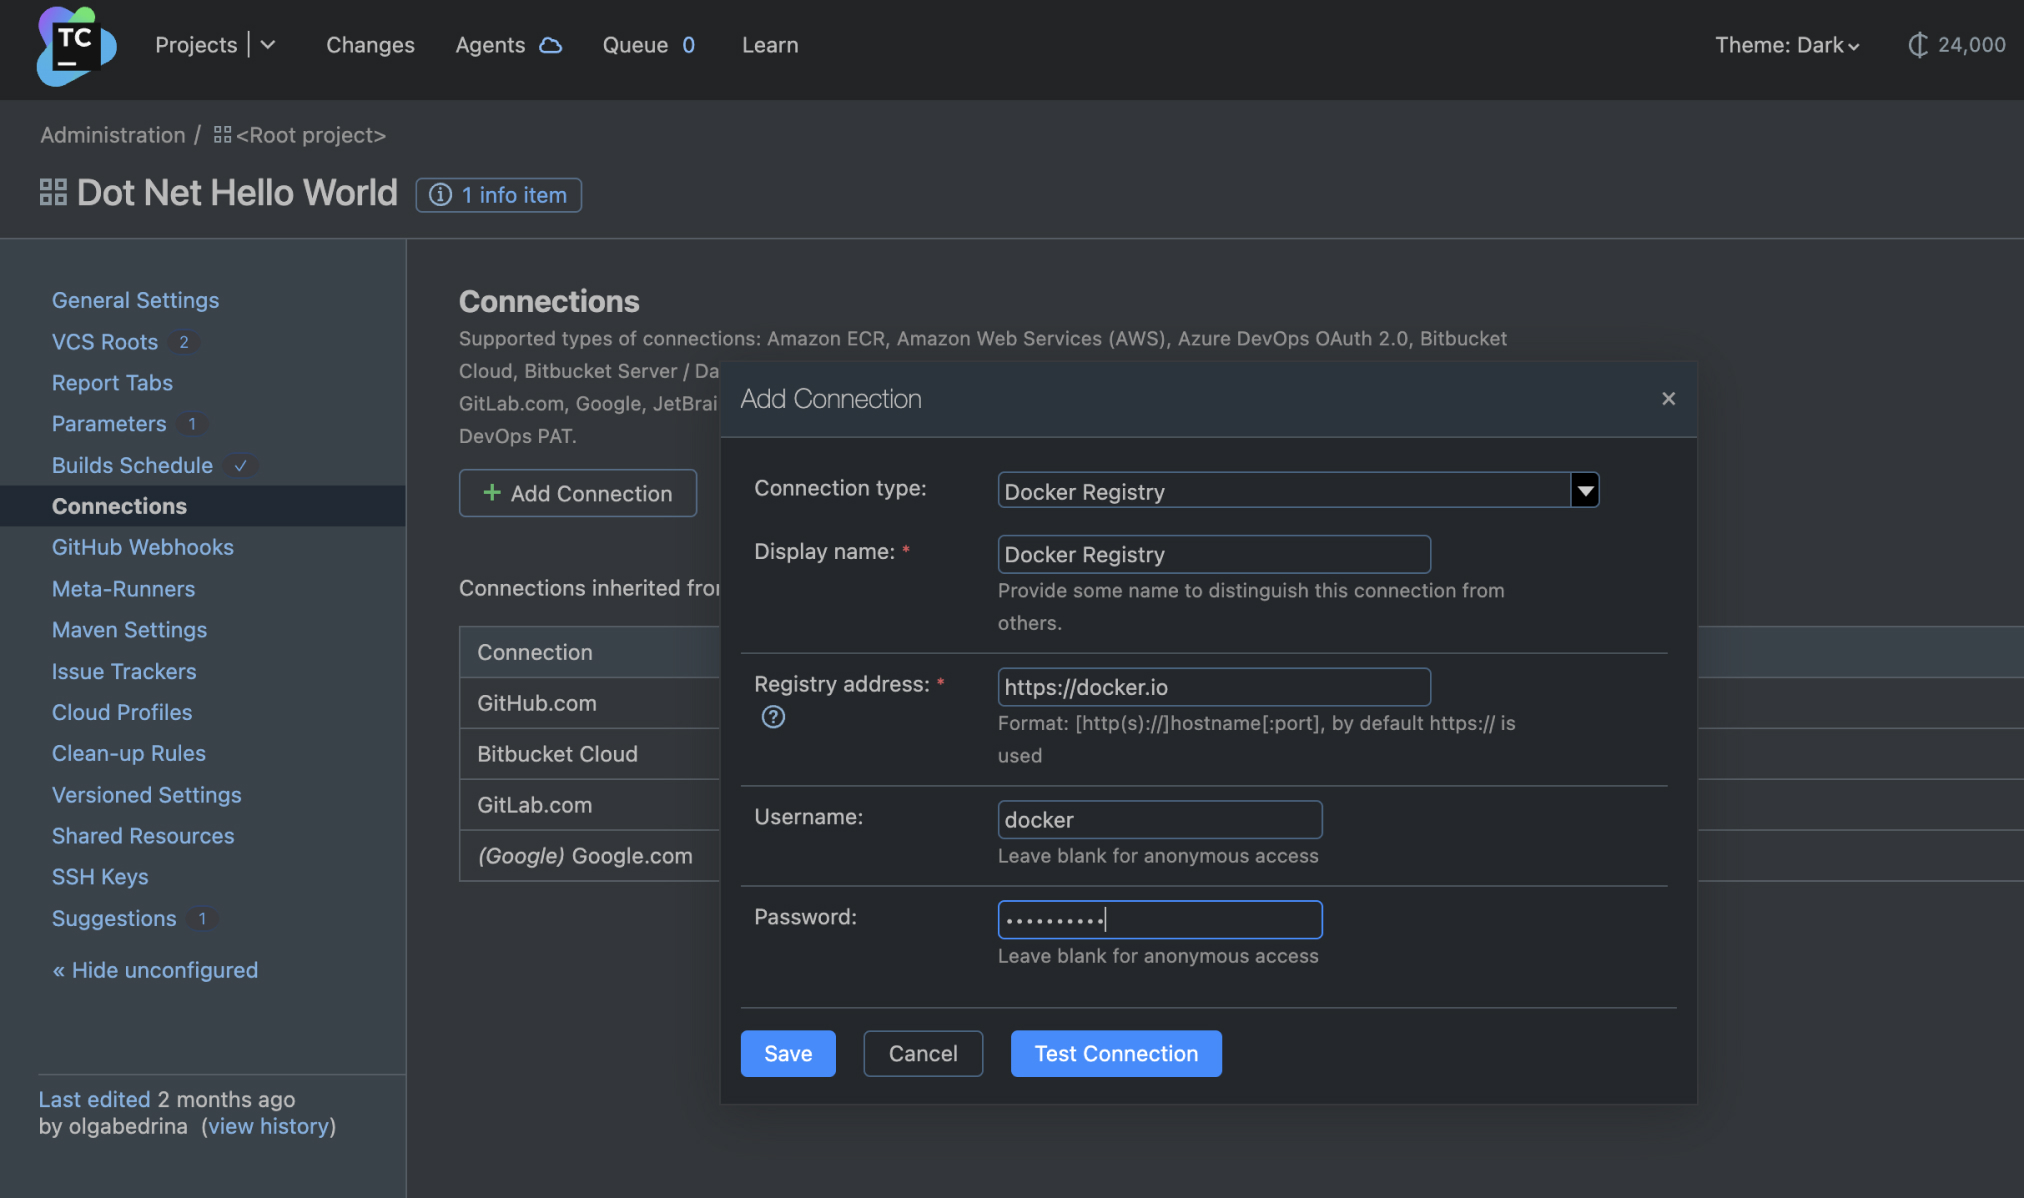 TC
Projects
Changes
Agents
Queue 0
Learn
Theme: Dark
24,000
Administration / <Root project>
Dot Net Hello World
1 info item
General Settings
VCS Roots 2
Report Tabs
Parameters 1
Builds Schedule
Connections
GitHub Webhooks
Meta-Runners
Maven Settings
Issue Trackers
Cloud Profiles
Clean-up Rules
Versioned Settings
Shared Resources
SSH Keys
Suggestions 1
« Hide unconfigured
Last edited 2 months ago
by olgabedrina (view history)
Connections
Supported types of connections: Amazon ECR, Amazon Web Services (AWS), Azure DevOps OAuth 2.0, Bitbucket
Cloud, Bitbucket Server / Da
GitLab.com, Google, JetBrai
DevOps PAT.
+ Add Connection
Connections inherited fro
Connection
GitHub.com
Bitbucket Cloud
GitLab.com
(Google) Google.com
Add Connection
×
Connection type:
Docker Registry
Display name: *
Docker Registry
Provide some name to distinguish this connection from
others.
Registry address: *
?
https://docker.io
Format: [http(s)://]hostname[:port], by default https:// is
used
Username:
docker
Leave blank for anonymous access
Password:
••••••••••
Leave blank for anonymous access
Save
Cancel
Test Connection